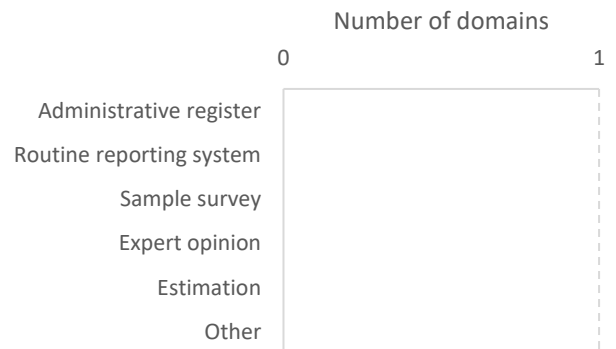 Number of domains
0 1
Administrative register
Routine reporting system
Sample survey
Expert opinion
Estimation
Other